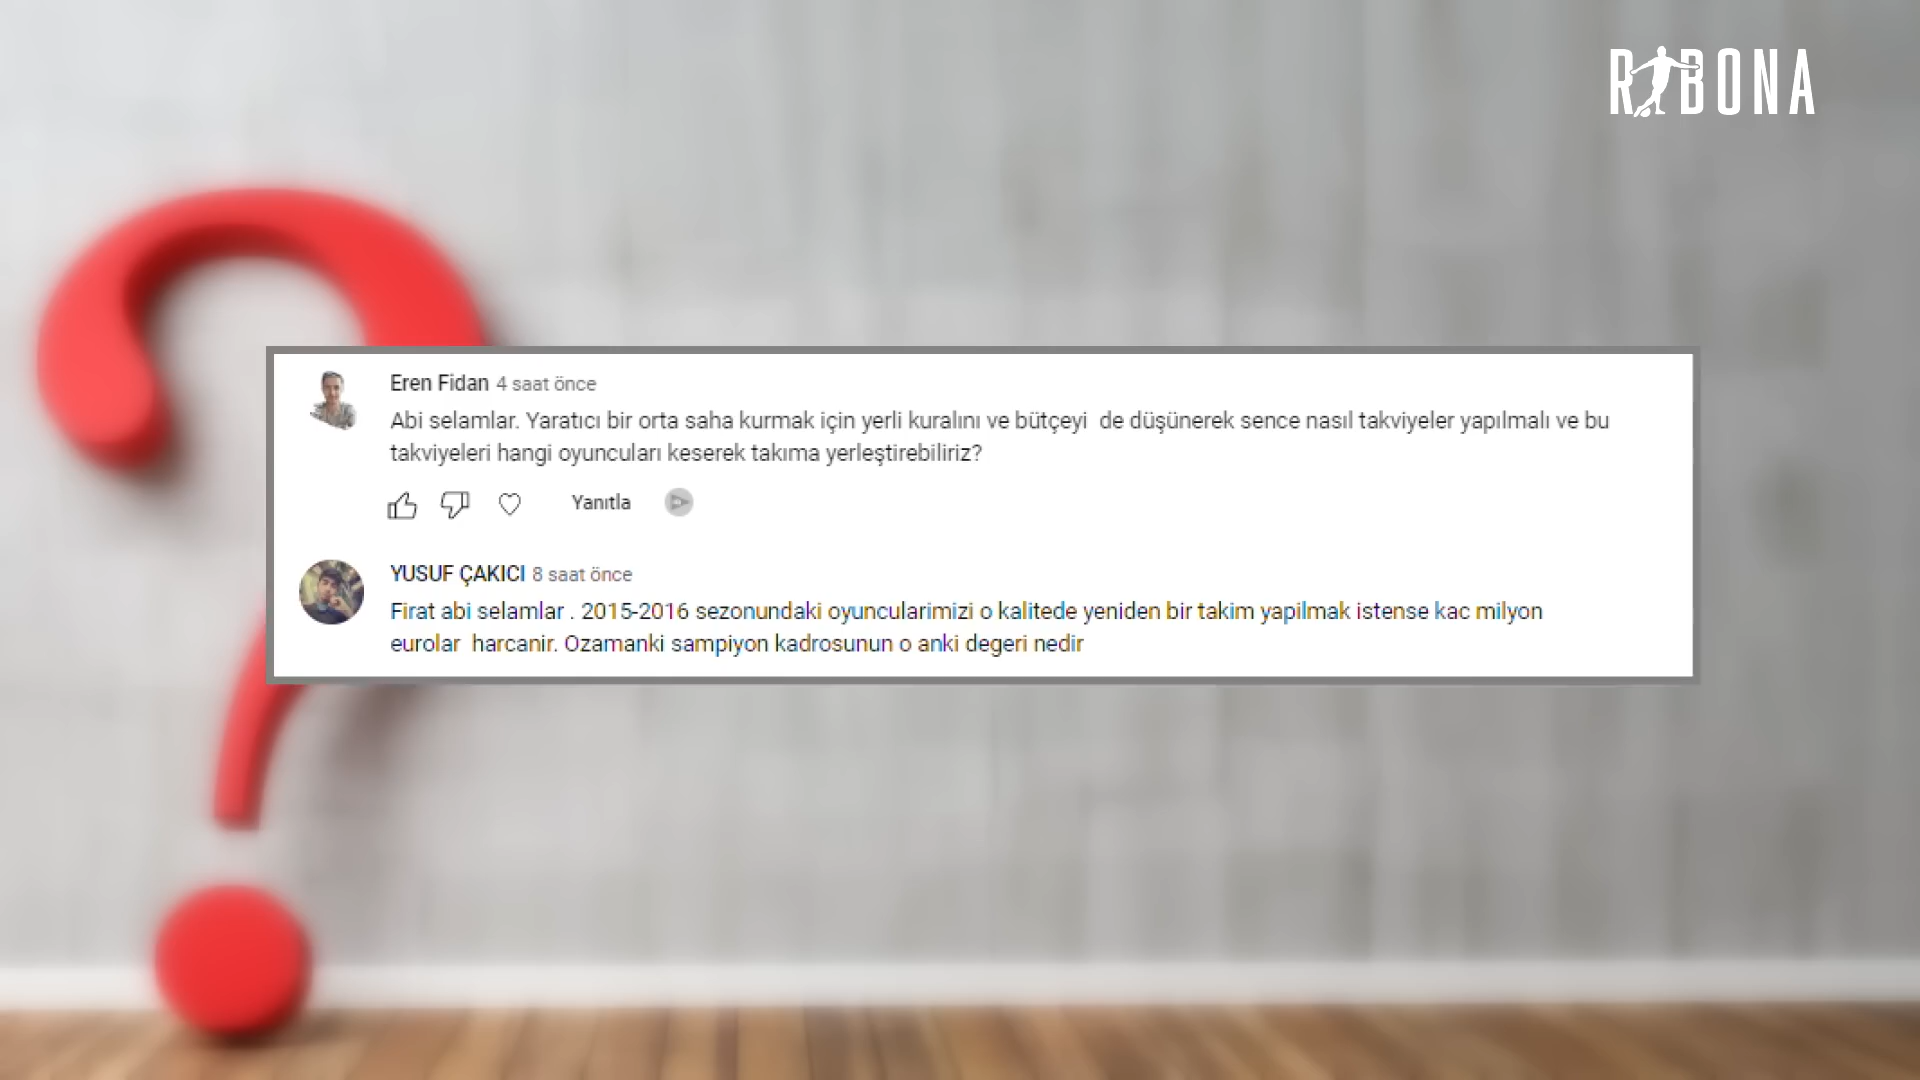 RABONA
Eren Fidan 4 saat önce
Abi selamlar. Yaratıcı bir orta saha kurmak için yerli kuralını ve bütçeyi  de düşünerek sence nasıl takviyeler yapılmalı ve bu
takviyeleri hangi oyuncuları keserek takıma yerleştirebiliriz?
Yanıtla
YUSUF ÇAKICI 8 saat önce
Firat abi selamlar . 2015-2016 sezonundaki oyuncularimizi o kalitede yeniden bir takim yapilmak istense kac milyon
eurolar  harcanir. Ozamanki sampiyon kadrosunun o anki degeri nedir